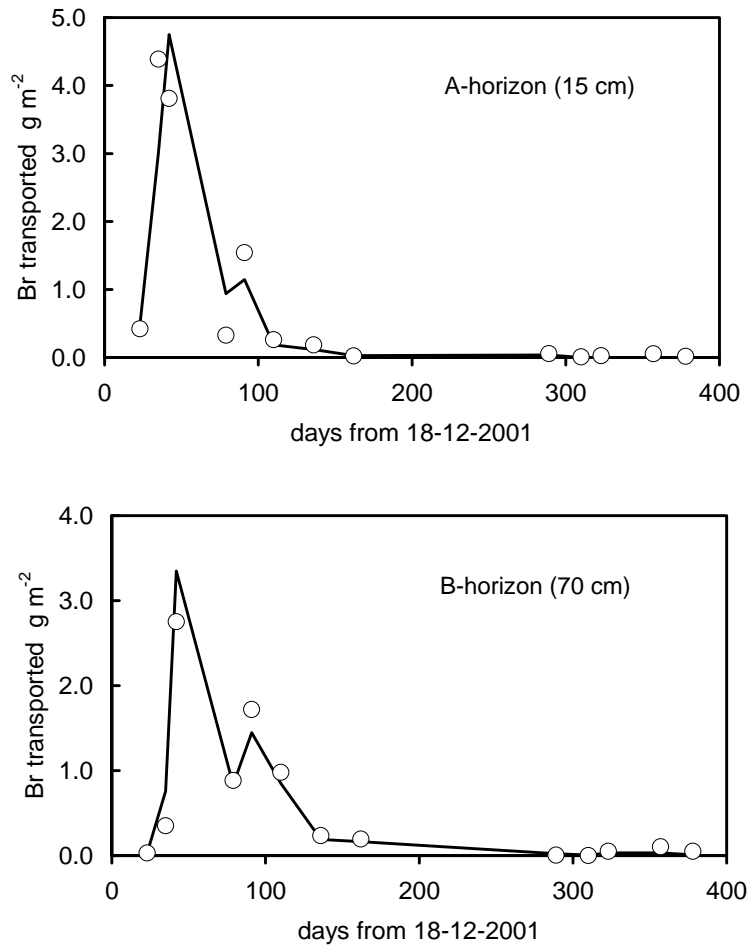 5.0
4.0
3.0
2.0
1.0
0.0
Br transported g m-2
A-horizon (15 cm)
0 100 200 300 400
days from 18-12-2001
4.0
3.0
2.0
1.0
0.0
Br transported g m-2
B-horizon (70 cm)
0 100 200 300 400
days from 18-12-2001